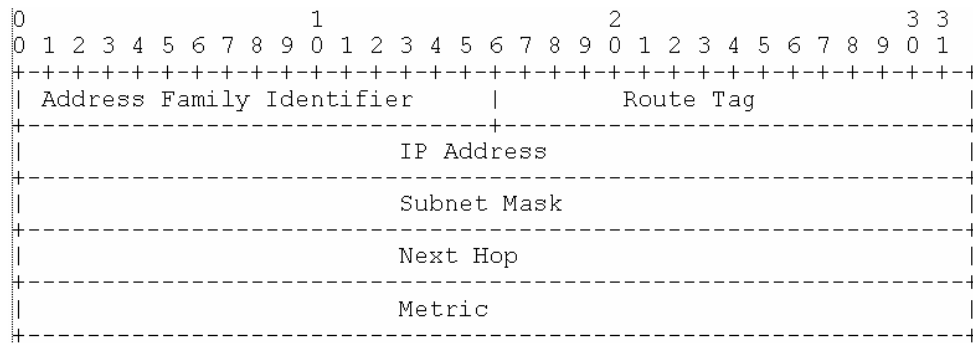 0                   1                   2                   3 3
0 1 2 3 4 5 6 7 8 9 0 1 2 3 4 5 6 7 8 9 0 1 2 3 4 5 6 7 8 9 0 1
+-+-+-+-+-+-+-+-+-+-+-+-+-+-+-+-+-+-+-+-+-+-+-+-+-+-+-+-+-+-+-+-+
| Address Family Identifier     |        Route Tag              |
+-------------------------------+-------------------------------+
|                         IP Address                            |
+---------------------------------------------------------------+
|                         Subnet Mask                           |
+---------------------------------------------------------------+
|                         Next Hop                              |
+---------------------------------------------------------------+
|                         Metric                                |
+---------------------------------------------------------------+